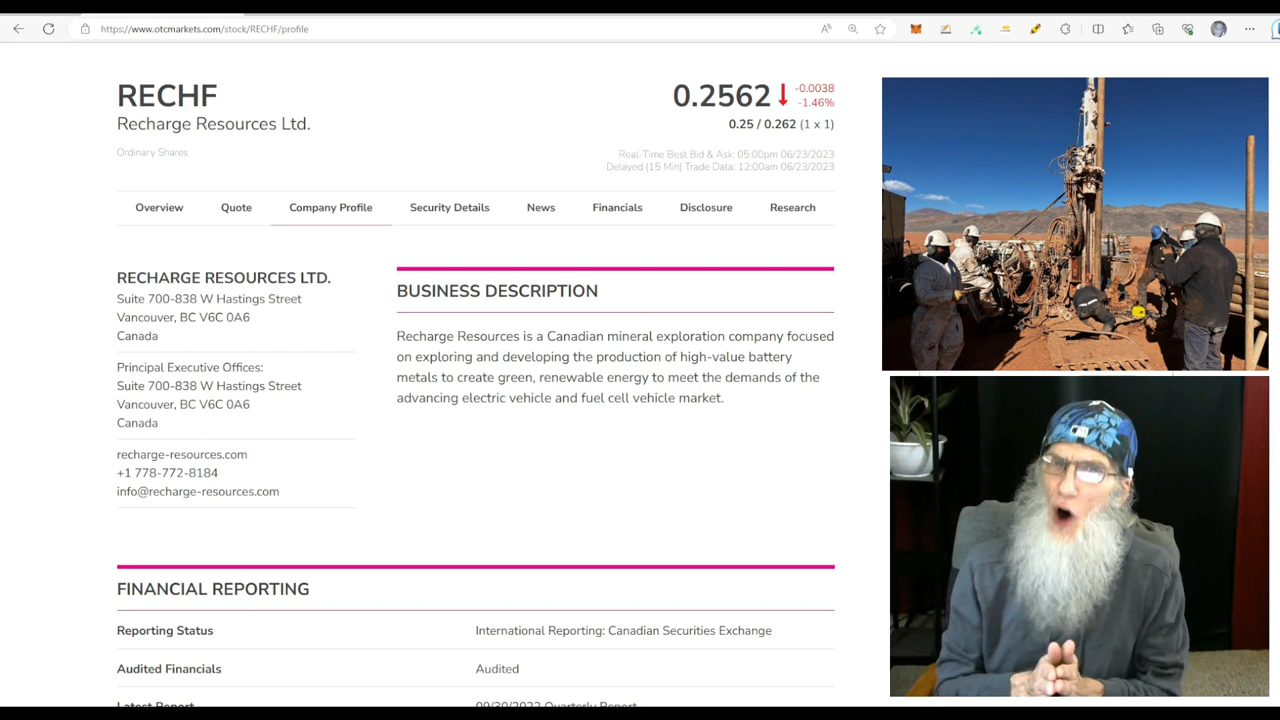 https://www.otcmarkets.com/stock/RECHF/profile
RECHF
0.2562
-0.0038
-1.46%
Recharge Resources Ltd.
0.25 / 0.262 (1 x 1)
Ordinary Shares
Real-Time Best Bid & Ask: 05:00pm 06/23/2023
Delayed (15 Min) Trade Data: 12:00am 06/23/2023
Overview Quote Company Profile Security Details News Financials Disclosure Research
RECHARGE RESOURCES LTD.
Suite 700-838 W Hastings Street
Vancouver, BC V6C 0A6
Canada
Principal Executive Offices:
Suite 700-838 W Hastings Street
Vancouver, BC V6C 0A6
Canada
recharge-resources.com
+1 778-772-8184
info@recharge-resources.com
BUSINESS DESCRIPTION
Recharge Resources is a Canadian mineral exploration company focused
on exploring and developing the production of high-value battery
metals to create green, renewable energy to meet the demands of the
advancing electric vehicle and fuel cell vehicle market.
FINANCIAL REPORTING
Reporting Status International Reporting: Canadian Securities Exchange
Audited Financials Audited
Latest Report 09/30/2022 Quarterly Report